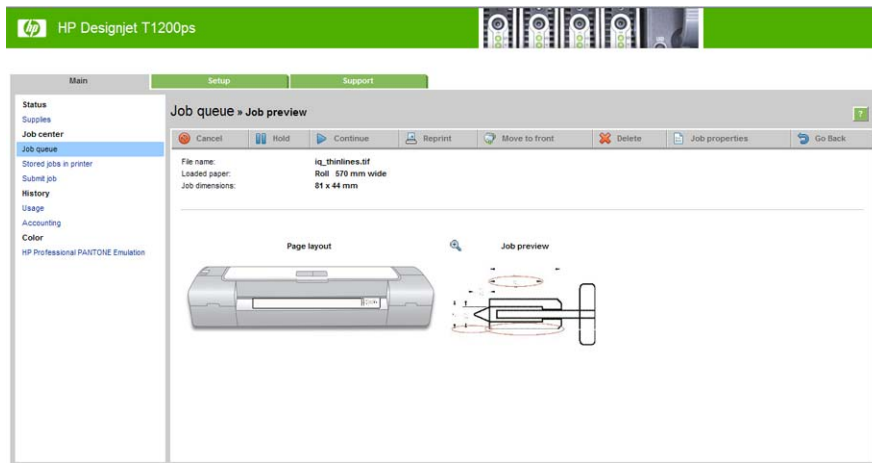 hp HP Designjet T1200ps
Main Setup Support
Status
Supplies
Job center
Job queue
Stored jobs in printer
Submit job
History
Usage
Accounting
Color
HP Professional PANTONE Emulation
Job queue » Job preview
?
Cancel Hold Continue Reprint Move to front Delete Job properties Go Back
File name: iq_thinlines.tif
Loaded paper: Roll 570 mm wide
Job dimensions: 81 x 44 mm
Page layout
Job preview